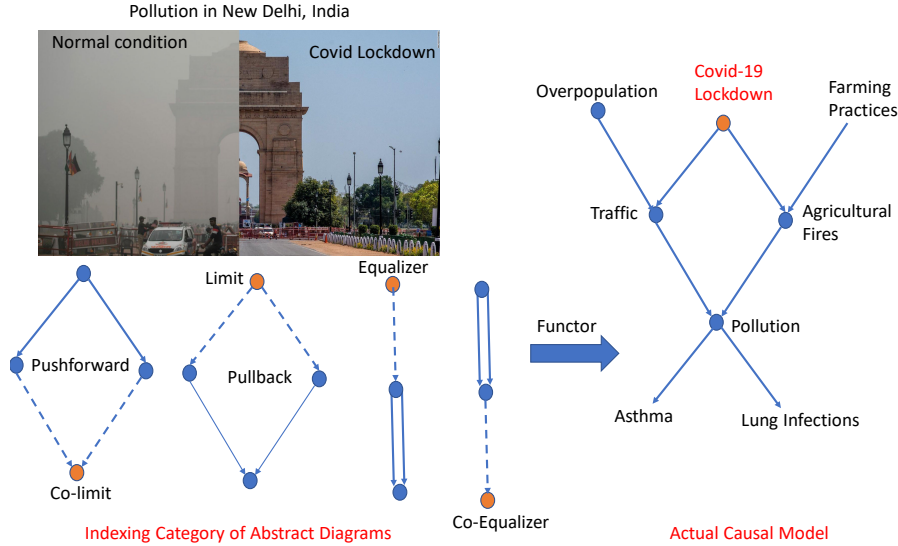 Pollution in New Delhi, India
Normal condition
Covid Lockdown
Overpopulation
Covid-19
Lockdown
Farming
Practices
Traffic
Agricultural
Fires
Limit
Equalizer
Pushforward
Pullback
Functor
Pollution
Asthma
Lung Infections
Co-limit
Co-Equalizer
Indexing Category of Abstract Diagrams
Actual Causal Model